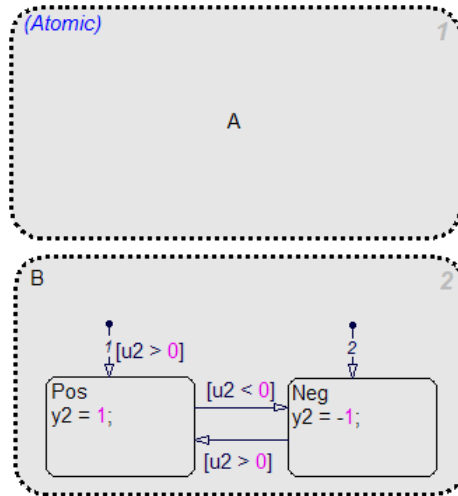 (Atomic)
1
A
B
2
1
[u2 > 0]
2
Pos
y2 = 1;
[u2 < 0]
Neg
y2 = -1;
[u2 > 0]